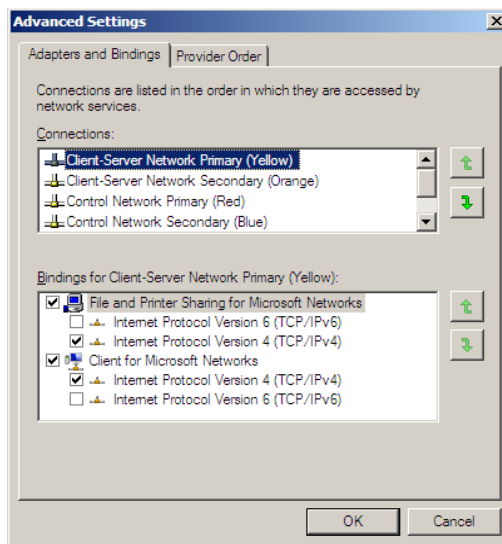 Advanced Settings
Adapters and Bindings
Provider Order
Connections are listed in the order in which they are accessed by
network services.
Connections:
Client-Server Network Primary (Yellow)
Client-Server Network Secondary (Orange)
Control Network Primary (Red)
Control Network Secondary (Blue)
Bindings for Client-Server Network Primary (Yellow):
File and Printer Sharing for Microsoft Networks
Internet Protocol Version 6 (TCP/IPv6)
Internet Protocol Version 4 (TCP/IPv4)
Client for Microsoft Networks
Internet Protocol Version 4 (TCP/IPv4)
Internet Protocol Version 6 (TCP/IPv6)
OK
Cancel